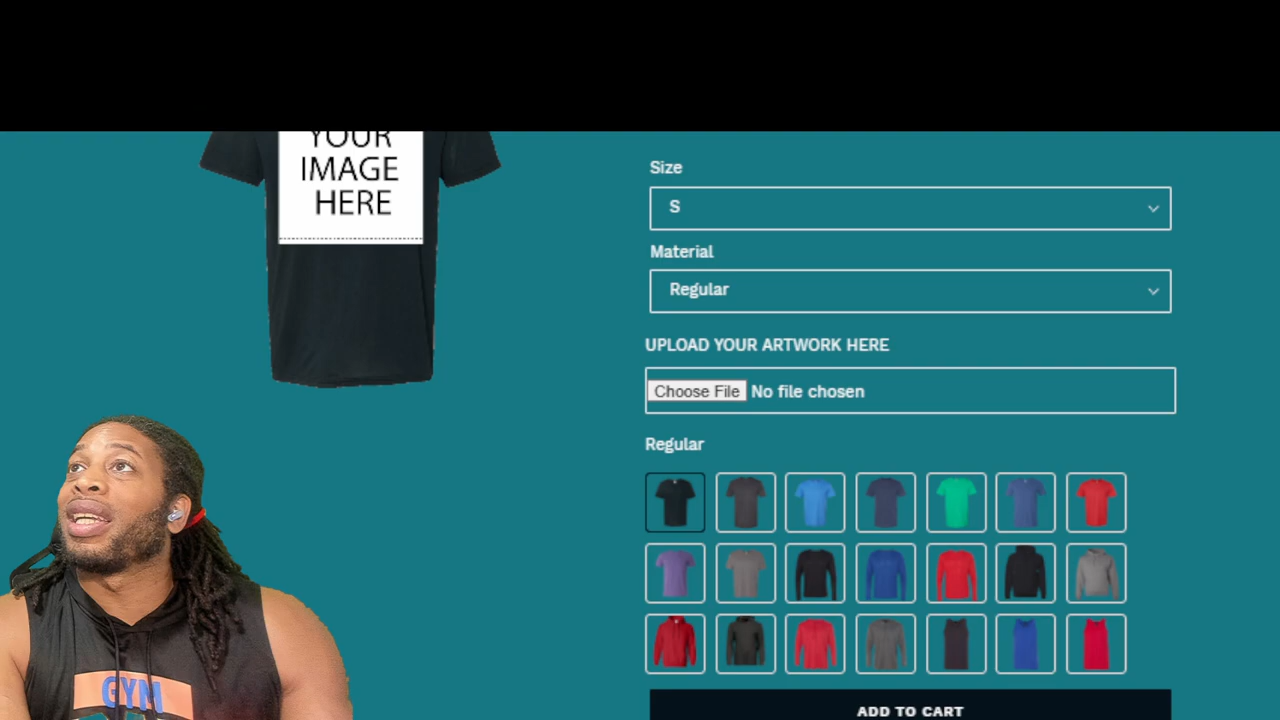 YOUR
IMAGE
HERE
Size
S
Material
Regular
UPLOAD YOUR ARTWORK HERE
Choose File No file chosen
Regular
ADD TO CART
GYM